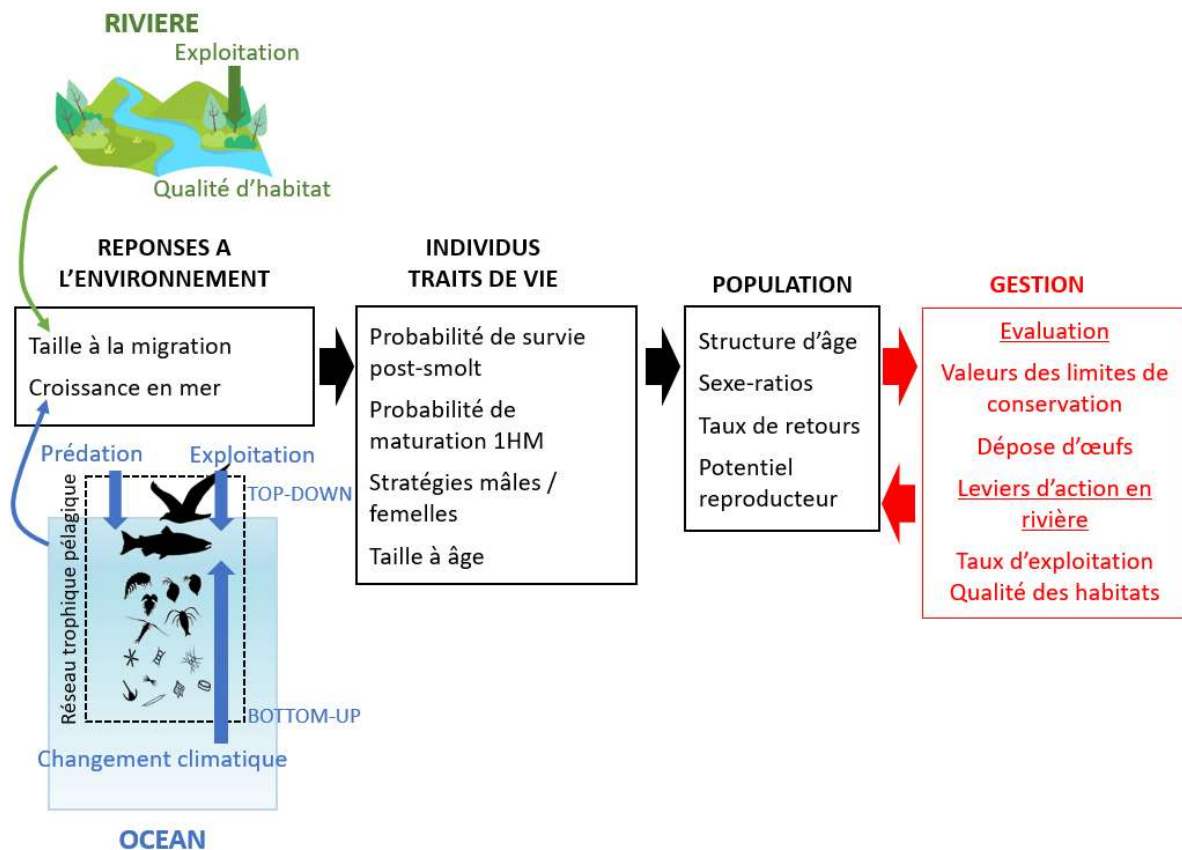 RIVIERE
Exploitation
Qualité d'habitat
REPONSES A
L'ENVIRONNEMENT
Taille à la migration
Croissance en mer
INDIVIDUS
TRAITS DE VIE
Probabilité de survie
post-smolt
Probabilité de
maturation 1HM
Stratégies mâles /
femelles
Taille à âge
POPULATION
Structure d'âge
Sexe-ratios
Taux de retours
Potentiel
reproducteur
GESTION
Evaluation
Valeurs des limites de
conservation
Dépose d'œufs
Leviers d'action en
rivière
Taux d'exploitation
Qualité des habitats
Prédation
Exploitation
TOP-DOWN
Réseau trophique pélagique
BOTTOM-UP
Changement climatique
OCEAN